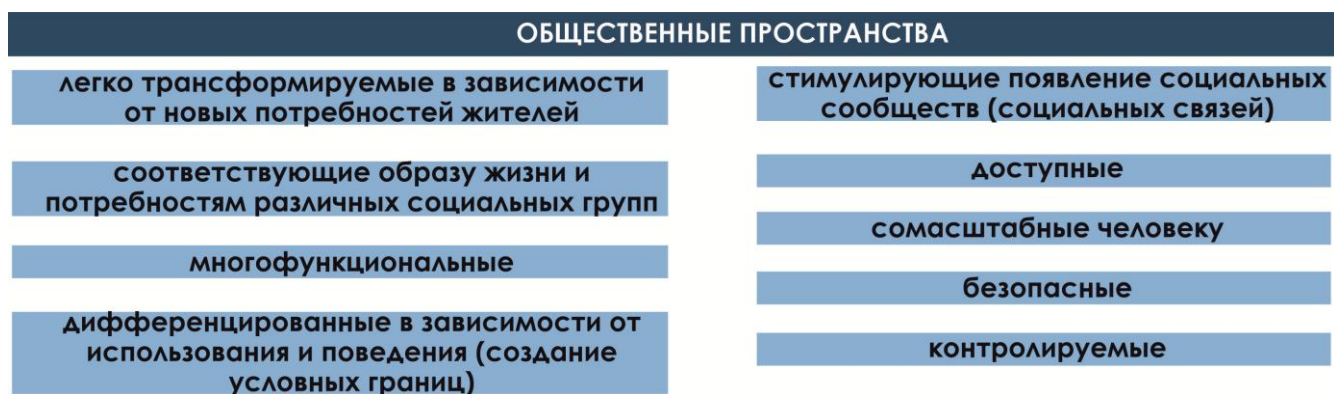 ОБЩЕСТВЕННЫЕ ПРОСТРАНСТВА
легко трансформируемые в зависимости
от новых потребностей жителей
соответствующие образу жизни и
потребностям различных социальных групп
многофункциональные
дифференцированные в зависимости от
использования и поведения (создание
условных границ)
стимулирующие появление социальных
сообществ (социальных связей)
доступные
сомасштабные человеку
безопасные
контролируемые